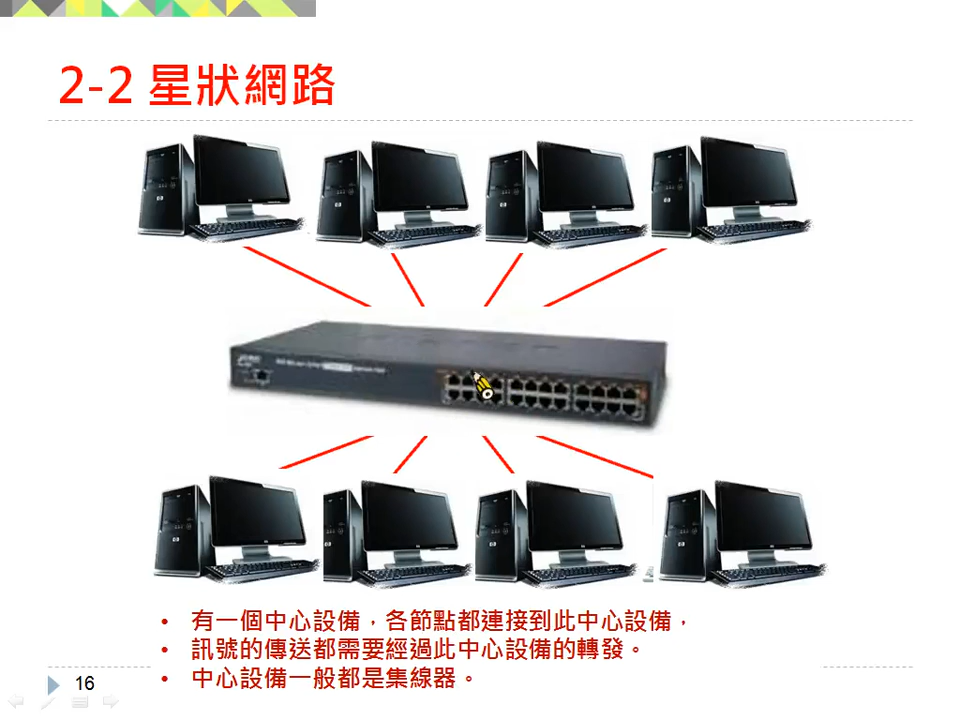 2-2 星狀網路
• 有一個中心設備，各節點都連接到此中心設備，
• 訊號的傳送都需要經過此中心設備的轉發。
• 中心設備一般都是集線器。
16